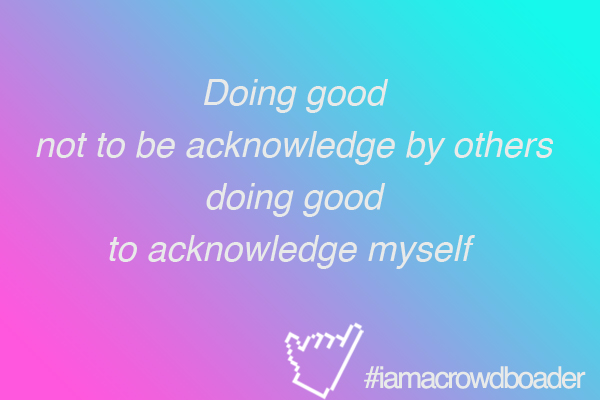 Doing good
not to be acknowledge by others
doing good
to acknowledge myself
#iamacrowdboader